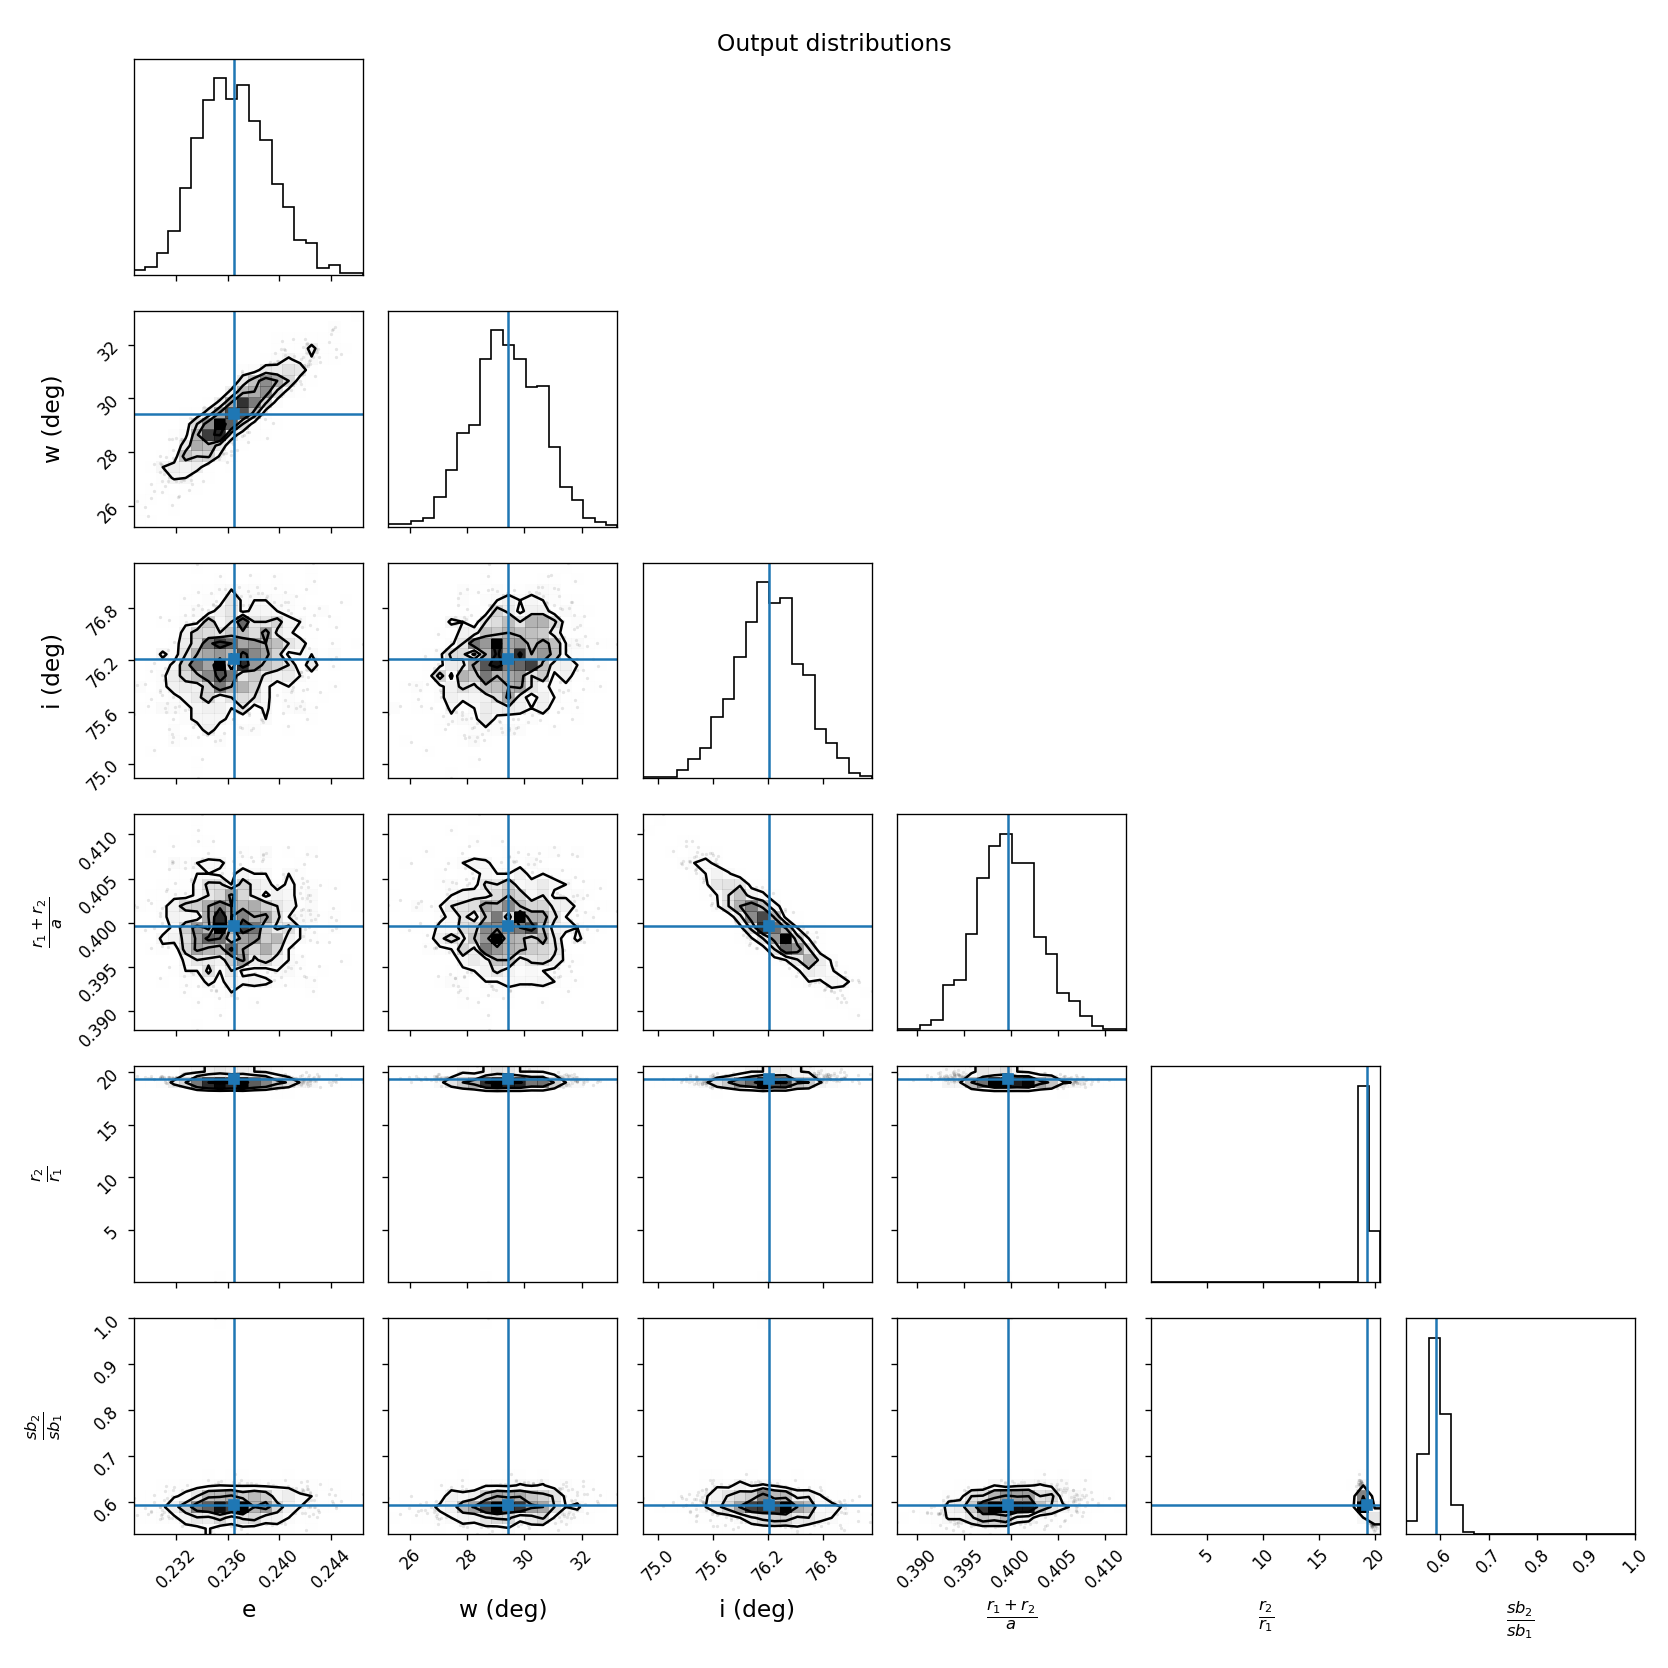 Output distributions
w (deg)
32
30
28
26
i (deg)
76.8
76.2
75.6
75.0
r₁ + r₂
a
0.410
0.405
0.400
0.395
0.390
r₂
r₁
20
15
10
5
sb₂
sb₁
1.0
0.9
0.8
0.7
0.6
0.232 0.236 0.240 0.244 26 28 30 32 75.0 75.6 76.2 76.8 0.390 0.395 0.400 0.405 0.410 5 10 15 20 0.6 0.7 0.8 0.9 1.0
e w (deg) i (deg) r₁ + r₂ r₂ sb₂
a r₁ sb₁